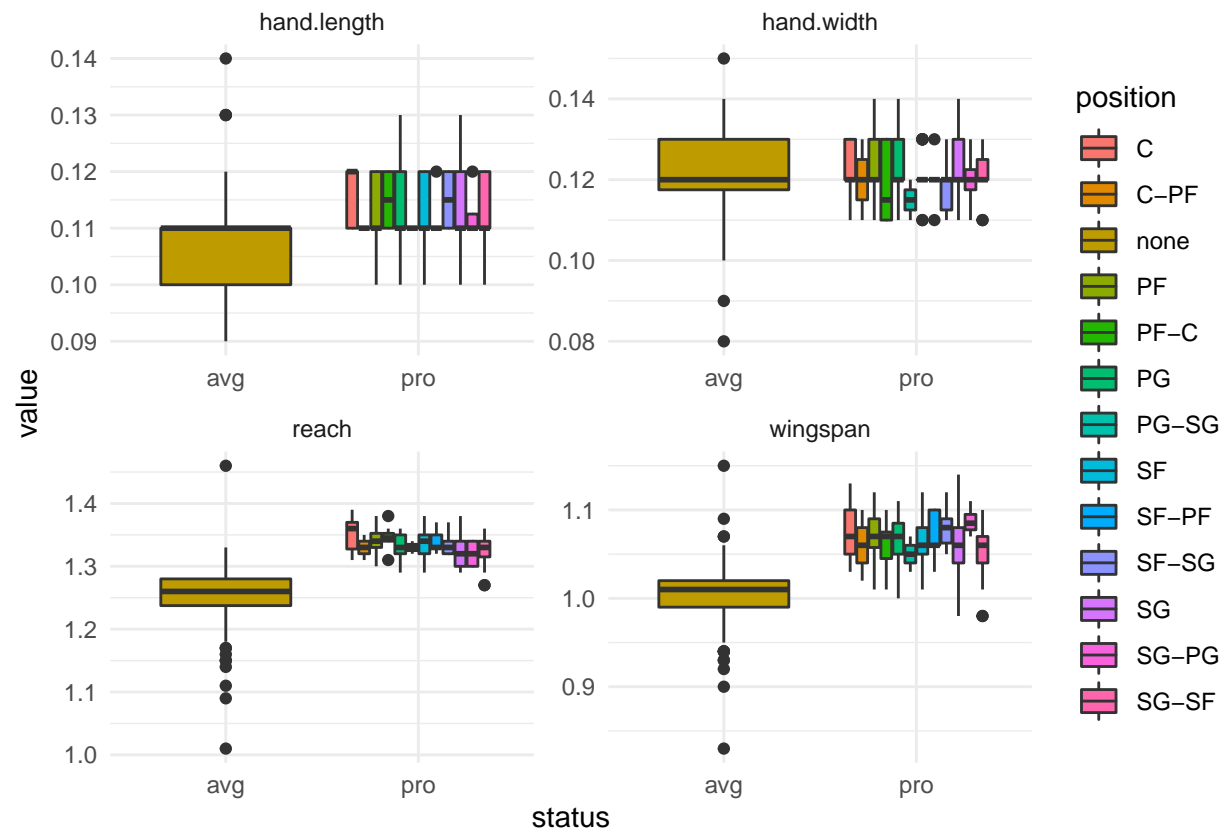 hand.length
hand.width
0.14
0.13
0.12
0.11
0.10
0.09
0.14
0.12
0.10
0.08
avg
pro
avg
pro
reach
wingspan
1.4
1.3
1.2
1.1
1.0
1.1
1.0
0.9
avg
pro
avg
pro
value
status
position
C
C−PF
none
PF
PF−C
PG
PG−SG
SF
SF−PF
SF−SG
SG
SG−PG
SG−SF